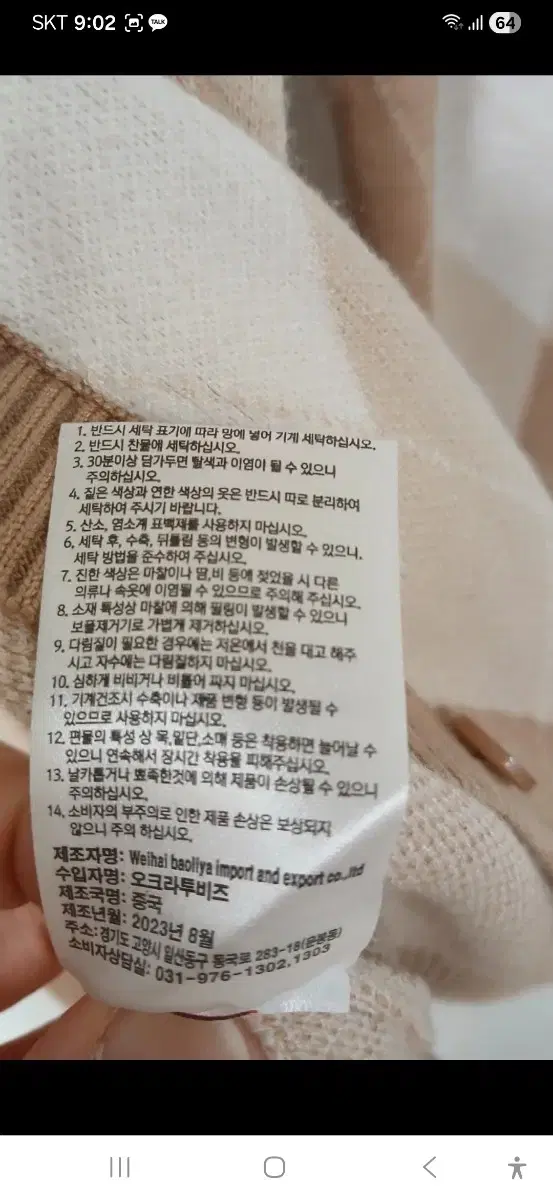 SKT 9:02 TALK 64
1. 반드시 세탁 표기에 따라 망에 넣어 기계 세탁하십시오.
2. 반드시 찬물에 세탁하십시오.
3. 30분이상 담가두면 탈색과 이염이 될 수 있으니
주의하십시오.
4. 짙은 색상과 연한 색상의 옷은 반드시 따로 분리하여
세탁하여 주시기 바랍니다.
5. 산소, 염소계 표백제를 사용하지 마십시오.
6. 세탁 후, 수축, 뒤틀림 등의 변형이 발생할 수 있으니,
세탁 방법을 준수하여 주십시오.
7. 진한 색상은 마찰이나 땀,비 등에 젖었을 시 다른
의류나 속옷에 이염될 수 있으므로 주의해 주십시오.
8. 소재 특성상 마찰에 의해 필링이 발생할 수 있으니
보풀제거기로 가볍게 제거하십시오.
9. 다림질이 필요한 경우에는 저온에서 천을 대고 해주
시고 자수에는 다림질하지 마십시오.
10. 심하게 비비거나 비틀어 짜지 마십시오.
11. 기계건조시 수축이나 제품 변형 등이 발생될 수
있으므로 사용하지 마십시오.
12. 편물의 특성 상 목,밑단,소매 등은 착용하면 늘어날 수
있으니 연속해서 장시간 착용을 피해주십시오.
13. 날카롭거나 뾰족한것에 의해 제품이 손상될 수 있으니
주의하십시오.
14. 소비자의 부주의로 인한 제품 손상은 보상되지
않으니 주의 하십시오.
제조자명: Weihai baoliya import and export co.,ltd
수입자명: 오크라투비즈
제조국명: 중국
제조년월: 2023년 8월
주소:경기도 고양시 일산동구 동국로 283-18
소비자상담실: 031-976-1302,1303